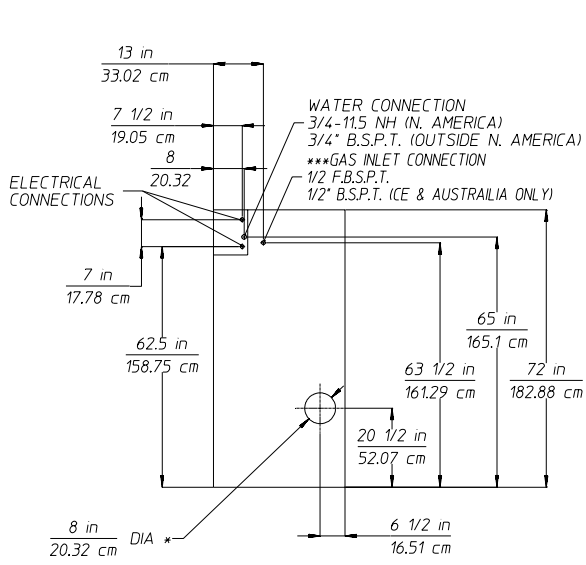 13 in
33.02 cm
7 1/2 in
19.05 cm
8
20.32
WATER CONNECTION
3/4-11.5 NH (N. AMERICA)
3/4" B.S.P.T. (OUTSIDE N. AMERICA)
***GAS INLET CONNECTION
1/2 F.B.S.P.T.
1/2" B.S.P.T. (CE & AUSTRAILIA ONLY)
ELECTRICAL
CONNECTIONS
7 in
17.78 cm
62.5 in
158.75 cm
65 in
165.1 cm
63 1/2 in
161.29 cm
72 in
182.88 cm
20 1/2 in
52.07 cm
8 in
20.32 cm
DIA *
6 1/2 in
16.51 cm